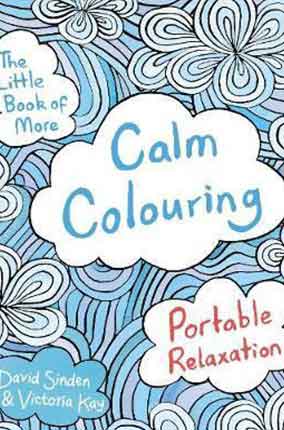 The
Little
Book of
More
Calm
Colouring
Portable
Relaxation
David Sinden
& Victoria Kay